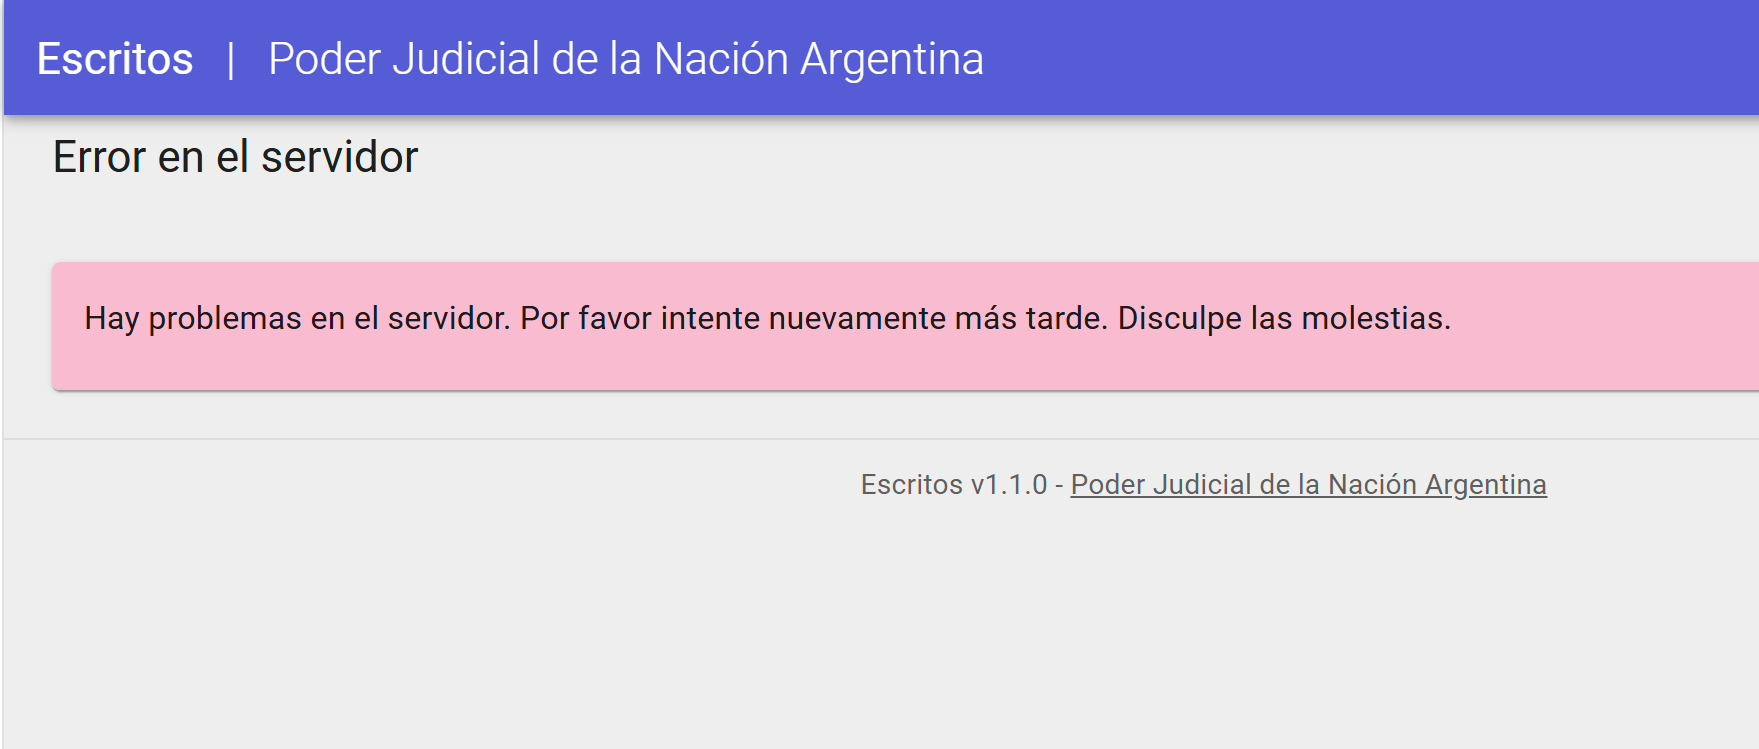 Escritos | Poder Judicial de la Nación Argentina
Error en el servidor
Hay problemas en el servidor. Por favor intente nuevamente más tarde. Disculpe las molestias.
Escritos v1.1.0 - Poder Judicial de la Nación Argentina